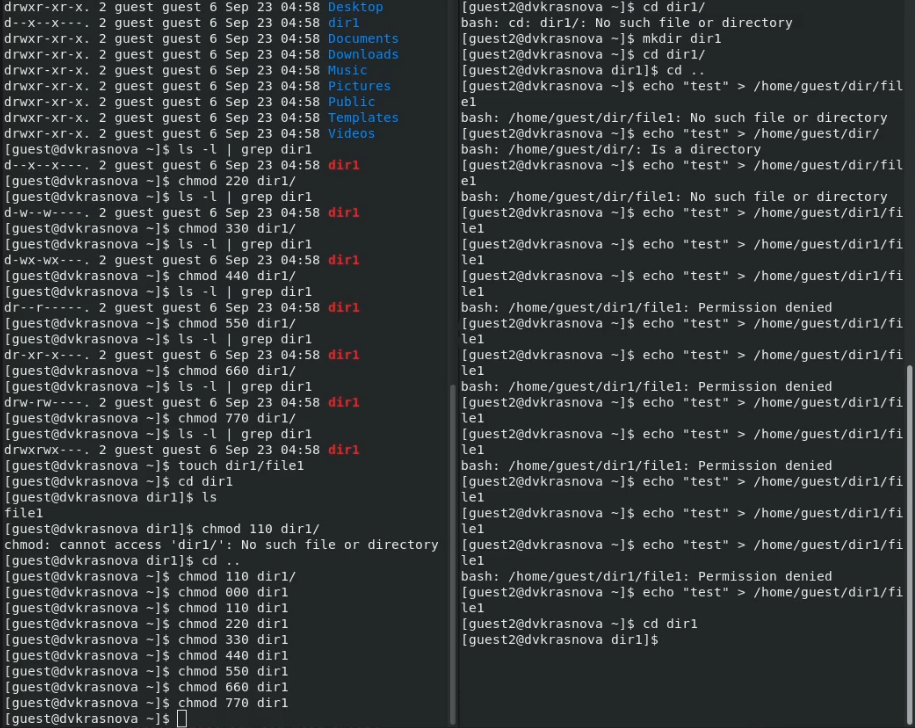 drwxr-xr-x. 2 guest guest 6 Sep 23 04:58 Desktop
d--x--x---. 2 guest guest 6 Sep 23 04:58 dir1
drwxr-xr-x. 2 guest guest 6 Sep 23 04:58 Documents
drwxr-xr-x. 2 guest guest 6 Sep 23 04:58 Downloads
drwxr-xr-x. 2 guest guest 6 Sep 23 04:58 Music
drwxr-xr-x. 2 guest guest 6 Sep 23 04:58 Pictures
drwxr-xr-x. 2 guest guest 6 Sep 23 04:58 Public
drwxr-xr-x. 2 guest guest 6 Sep 23 04:58 Templates
drwxr-xr-x. 2 guest guest 6 Sep 23 04:58 Videos
[guest@dvkrasnova ~]$ ls -l | grep dir1
d--x--x---. 2 guest guest 6 Sep 23 04:58 dir1
[guest@dvkrasnova ~]$ chmod 220 dir1/
[guest@dvkrasnova ~]$ ls -l | grep dir1
d-w--w----. 2 guest guest 6 Sep 23 04:58 dir1
[guest@dvkrasnova ~]$ chmod 330 dir1/
[guest@dvkrasnova ~]$ ls -l | grep dir1
d-wx-wx---. 2 guest guest 6 Sep 23 04:58 dir1
[guest@dvkrasnova ~]$ chmod 440 dir1/
[guest@dvkrasnova ~]$ ls -l | grep dir1
dr--r-----. 2 guest guest 6 Sep 23 04:58 dir1
[guest@dvkrasnova ~]$ chmod 550 dir1/
[guest@dvkrasnova ~]$ ls -l | grep dir1
dr-xr-x---. 2 guest guest 6 Sep 23 04:58 dir1
[guest@dvkrasnova ~]$ chmod 660 dir1/
[guest@dvkrasnova ~]$ ls -l | grep dir1
drw-rw----. 2 guest guest 6 Sep 23 04:58 dir1
[guest@dvkrasnova ~]$ chmod 770 dir1/
[guest@dvkrasnova ~]$ ls -l | grep dir1
drwxrwx---. 2 guest guest 6 Sep 23 04:58 dir1
[guest@dvkrasnova ~]$ touch dir1/file1
[guest@dvkrasnova ~]$ cd dir1
[guest@dvkrasnova dir1]$ ls
file1
[guest@dvkrasnova dir1]$ chmod 110 dir1/
chmod: cannot access 'dir1/': No such file or directory
[guest@dvkrasnova dir1]$ cd ..
[guest@dvkrasnova ~]$ chmod 110 dir1/
[guest@dvkrasnova ~]$ chmod 000 dir1
[guest@dvkrasnova ~]$ chmod 110 dir1
[guest@dvkrasnova ~]$ chmod 220 dir1
[guest@dvkrasnova ~]$ chmod 330 dir1
[guest@dvkrasnova ~]$ chmod 440 dir1
[guest@dvkrasnova ~]$ chmod 550 dir1
[guest@dvkrasnova ~]$ chmod 660 dir1
[guest@dvkrasnova ~]$ chmod 770 dir1
[guest@dvkrasnova ~]$
[guest2@dvkrasnova ~]$ cd dir1/
bash: cd: dir1/: No such file or directory
[guest2@dvkrasnova ~]$ mkdir dir1
[guest2@dvkrasnova ~]$ cd dir1/
[guest2@dvkrasnova dir1]$ cd ..
[guest2@dvkrasnova ~]$ echo "test" > /home/guest/dir/fil
e1
bash: /home/guest/dir/file1: No such file or directory
[guest2@dvkrasnova ~]$ echo "test" > /home/guest/dir/
bash: /home/guest/dir/: Is a directory
[guest2@dvkrasnova ~]$ echo "test" > /home/guest/dir/fil
e1
bash: /home/guest/dir/file1: No such file or directory
[guest2@dvkrasnova ~]$ echo "test" > /home/guest/dir1/fi
le1
[guest2@dvkrasnova ~]$ echo "test" > /home/guest/dir1/fi
le1
[guest2@dvkrasnova ~]$ echo "test" > /home/guest/dir1/fi
le1
bash: /home/guest/dir1/file1: Permission denied
[guest2@dvkrasnova ~]$ echo "test" > /home/guest/dir1/fi
le1
[guest2@dvkrasnova ~]$ echo "test" > /home/guest/dir1/fi
le1
bash: /home/guest/dir1/file1: Permission denied
[guest2@dvkrasnova ~]$ echo "test" > /home/guest/dir1/fi
le1
[guest2@dvkrasnova ~]$ echo "test" > /home/guest/dir1/fi
le1
bash: /home/guest/dir1/file1: Permission denied
[guest2@dvkrasnova ~]$ echo "test" > /home/guest/dir1/fi
le1
[guest2@dvkrasnova ~]$ echo "test" > /home/guest/dir1/fi
le1
[guest2@dvkrasnova ~]$ echo "test" > /home/guest/dir1/fi
le1
bash: /home/guest/dir1/file1: Permission denied
[guest2@dvkrasnova ~]$ echo "test" > /home/guest/dir1/fi
le1
[guest2@dvkrasnova ~]$ cd dir1
[guest2@dvkrasnova dir1]$